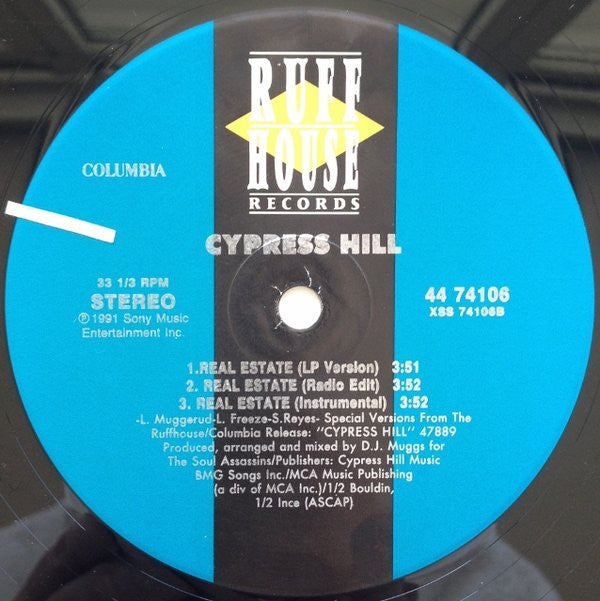 RUFF
HOUSE
RECORDS
COLUMBIA
CYPRESS HILL
33 1/3 RPM
STEREO
℗ 1991 Sony Music
Entertainment Inc.
44 74106
XSS 74106B
1.REAL ESTATE (LP Version) 3:51
2. REAL ESTATE (Radio Edit) 3:52
3. REAL ESTATE (Instrumental) 3:52
-L. Muggerud-L. Freeze-S.Reyes- Special Versions From The
Ruffhouse/Columbia Release: "CYPRESS HILL" 47889
Produced, arranged and mixed by D.J. Muggs for
The Soul Assassins/Publishers: Cypress Hill Music
BMG Songs Inc./MCA Music Publishing
(a div of MCA Inc.)/1/2 Bouldin,
1/2 Ince (ASCAP)